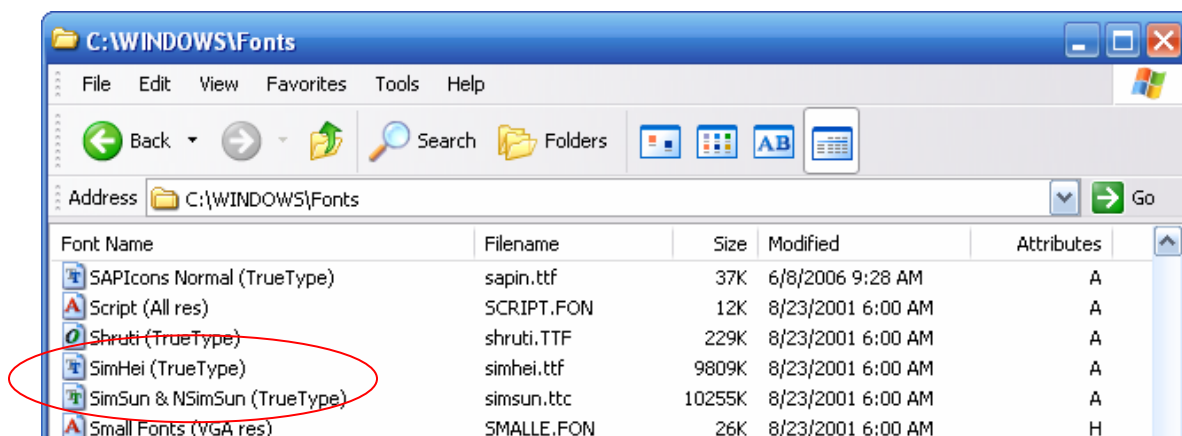 C:\WINDOWS\Fonts
File Edit View Favorites Tools Help
Back Search Folders AB
Address C:\WINDOWS\Fonts Go
Font Name Filename Size Modified Attributes
SAPIcons Normal (TrueType) sapin.ttf 37K 6/8/2006 9:28 AM A
Script (All res) SCRIPT.FON 12K 8/23/2001 6:00 AM A
Shruti (TrueType) shruti.TTF 229K 8/23/2001 6:00 AM A
SimHei (TrueType) simhei.ttf 9809K 8/23/2001 6:00 AM A
SimSun & NSimSun (TrueType) simsun.ttc 10255K 8/23/2001 6:00 AM A
Small Fonts (VGA res) SMALLE.FON 26K 8/23/2001 6:00 AM H